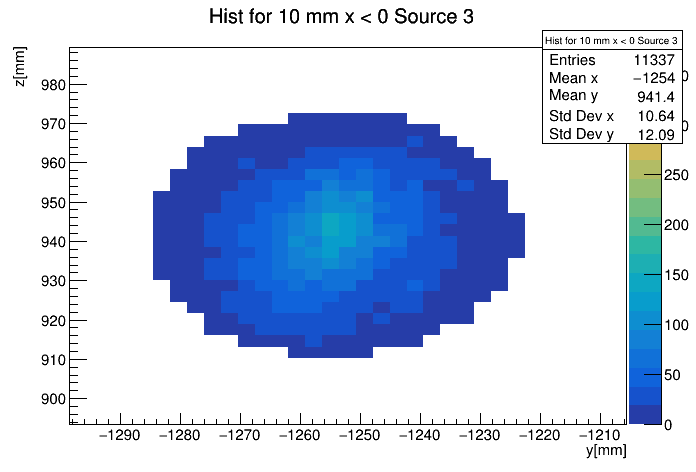 Hist for 10 mm x < 0 Source 3
z[mm]
Hist for 10 mm x < 0 Source 3
Entries 11337
Mean x −1254
Mean y 941.4
Std Dev x 10.64
Std Dev y 12.09
980
970
960
950
940
930
920
910
900
250
200
150
100
50
0
−1290 −1280 −1270 −1260 −1250 −1240 −1230 −1220 −1210
y[mm]